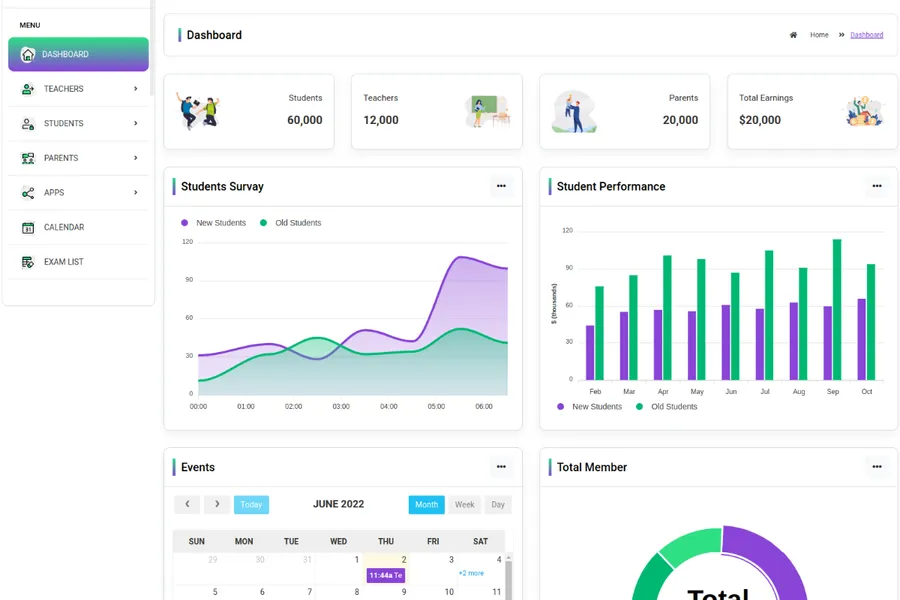 MENU
DASHBOARD
TEACHERS
STUDENTS
PARENTS
APPS
CALENDAR
EXAM LIST
Dashboard
Home
Dashboard
Students
60,000
Teachers
12,000
Parents
20,000
Total Earnings
$20,000
Students Survay
New Students Old Students
120
90
60
30
0
00:00 01:00 02:00 03:00 04:00 05:00 06:00
Student Performance
$ (thousands)
120
90
60
30
0
Feb Mar Apr May Jun Jul Aug Sep Oct
New Students Old Students
Events
Today
JUNE 2022
Month Week Day
SUN MON TUE WED THU FRI SAT
29 30 31 1 2 3 4
11:44a Te
+2 more
5 6 7 8 9 10 11
Total Member
Total